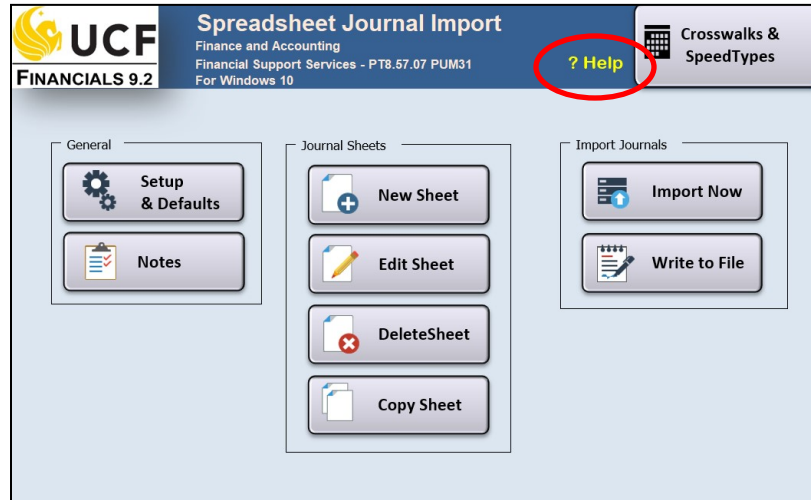 UCF
FINANCIALS 9.2
Spreadsheet Journal Import
Finance and Accounting
Financial Support Services - PT8.57.07 PUM31
For Windows 10
? Help
Crosswalks &
SpeedTypes
General
Setup
& Defaults
Notes
Journal Sheets
New Sheet
Edit Sheet
DeleteSheet
Copy Sheet
Import Journals
Import Now
Write to File